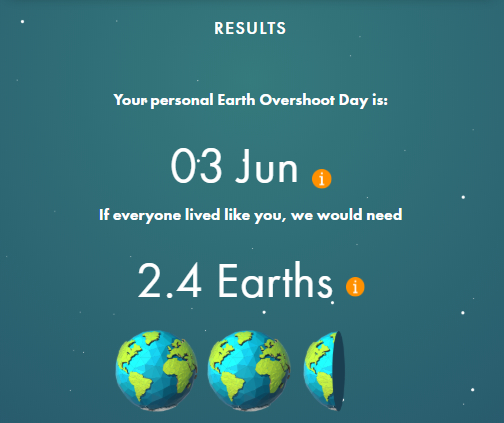 RESULTS
Your personal Earth Overshoot Day is:
03 Jun i
If everyone lived like you, we would need
2.4 Earths i